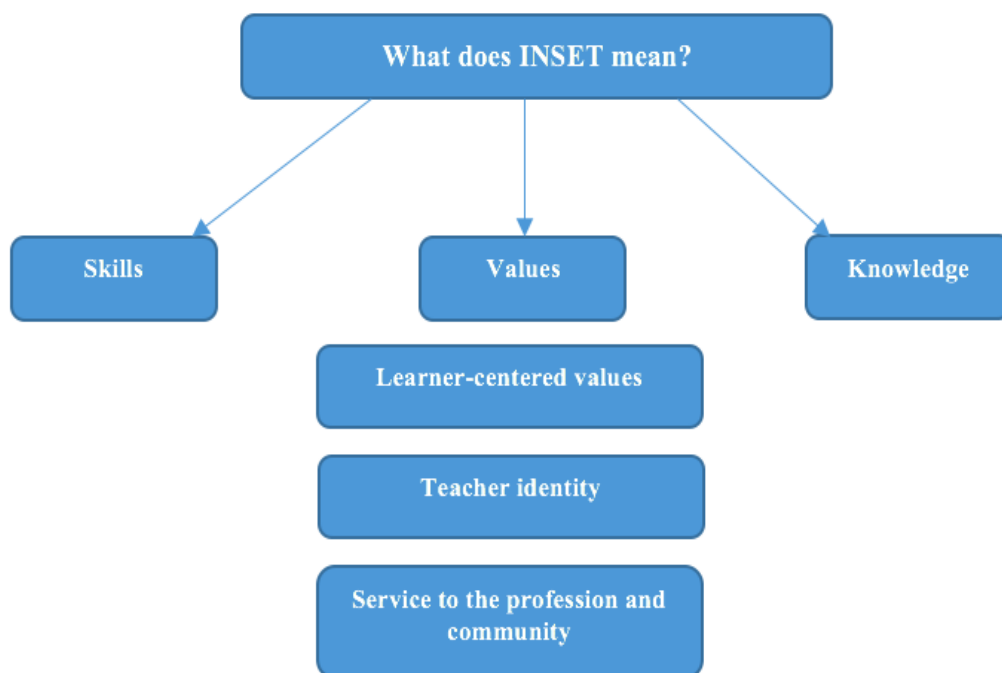 What does INSET mean?
Skills
Values
Knowledge
Learner-centered values
Teacher identity
Service to the profession and
community